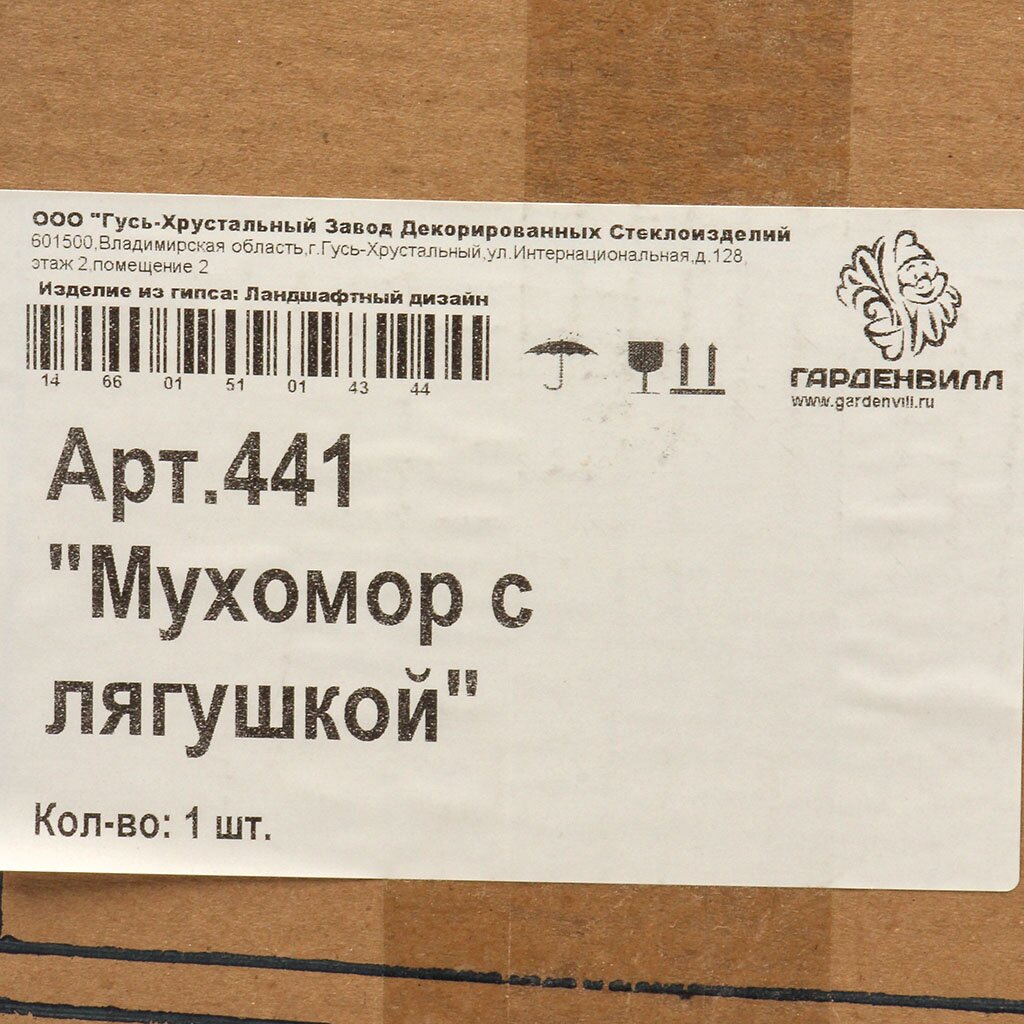 ООО "Гусь-Хрустальный Завод Декорированных Стеклоизделий
601500,Владимирская область,г.Гусь-Хрустальный,ул.Интернациональная,д.128,
этаж 2,помещение 2
Изделие из гипса: Ландшафтный дизайн
14 66 01 51 01 43 44
ГАРДЕНВИЛЛ
www.gardenvill.ru
Арт.441
"Мухомор с
лягушкой"
Кол-во: 1 шт.